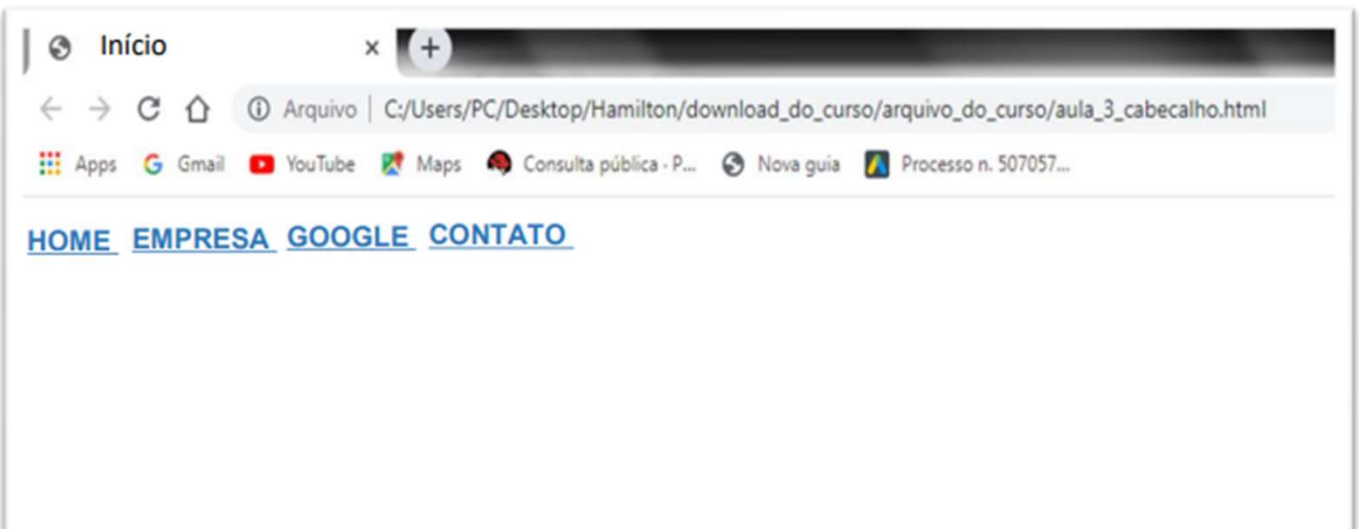 Início
Arquivo | C:/Users/PC/Desktop/Hamilton/download_do_curso/arquivo_do_curso/aula_3_cabecalho.html
Apps Gmail YouTube Maps Consulta pública - P... Nova guia Processo n. 507057...
HOME EMPRESA GOOGLE CONTATO